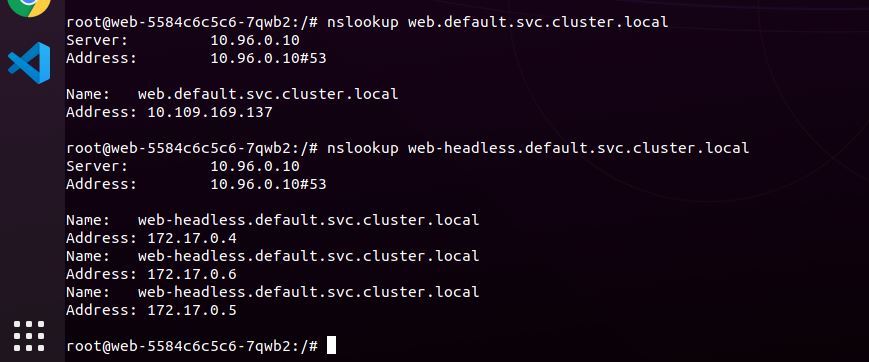 root@web-5584c6c5c6-7qwb2:/# nslookup web.default.svc.cluster.local
Server:         10.96.0.10
Address:        10.96.0.10#53

Name:   web.default.svc.cluster.local
Address: 10.109.169.137

root@web-5584c6c5c6-7qwb2:/# nslookup web-headless.default.svc.cluster.local
Server:         10.96.0.10
Address:        10.96.0.10#53

Name:   web-headless.default.svc.cluster.local
Address: 172.17.0.4
Name:   web-headless.default.svc.cluster.local
Address: 172.17.0.6
Name:   web-headless.default.svc.cluster.local
Address: 172.17.0.5

root@web-5584c6c5c6-7qwb2:/#